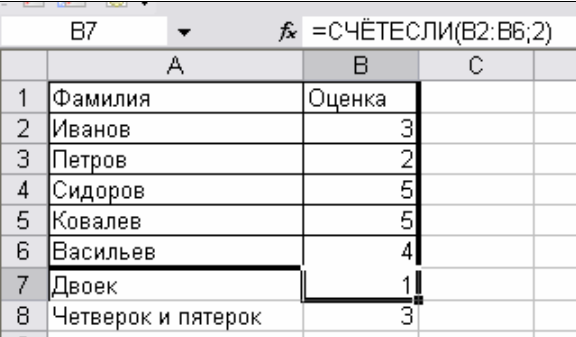 B7 fx =СЧЁТЕСЛИ(B2:B6;2)
A B C
1 Фамилия Оценка
2 Иванов 3
3 Петров 2
4 Сидоров 5
5 Ковалев 5
6 Васильев 4
7 Двоек 1
8 Четверок и пятерок 3